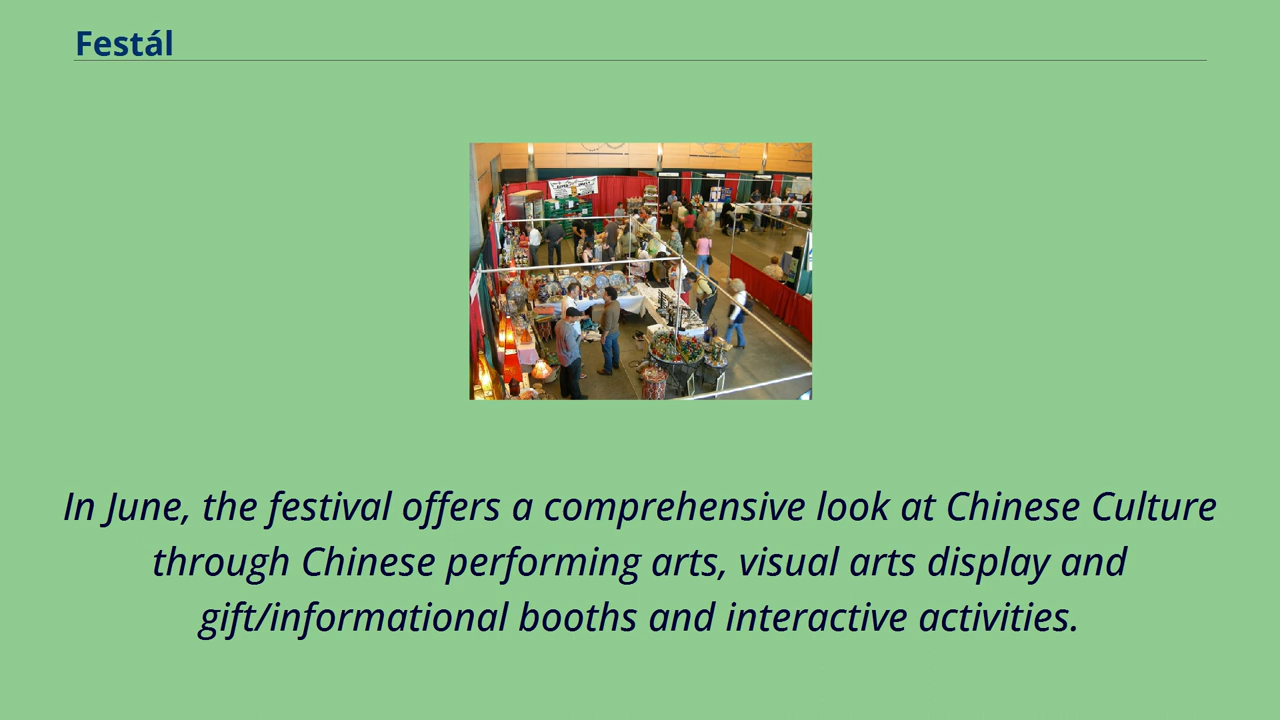 Festál
In June, the festival offers a comprehensive look at Chinese Culture
through Chinese performing arts, visual arts display and
gift/informational booths and interactive activities.